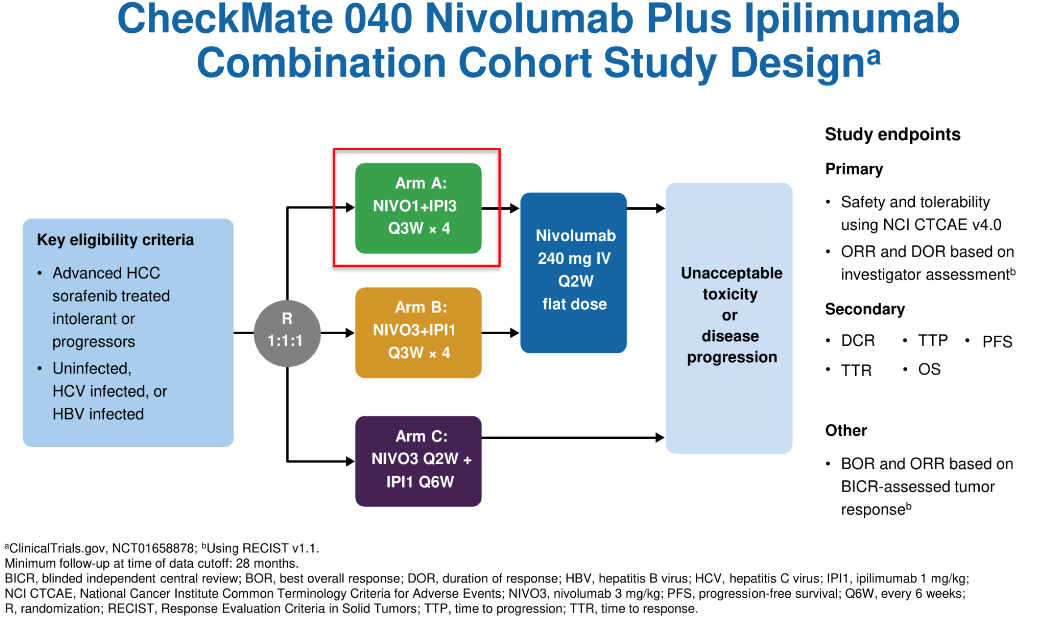 CheckMate 040 Nivolumab Plus Ipilimumab
Combination Cohort Study Designᵃ
Key eligibility criteria
• Advanced HCC
sorafenib treated
intolerant or
progressors
• Uninfected,
HCV infected, or
HBV infected
R
1:1:1
Arm A:
NIVO1+IPI3
Q3W × 4
Arm B:
NIVO3+IPI1
Q3W × 4
Arm C:
NIVO3 Q2W +
IPI1 Q6W
Nivolumab
240 mg IV
Q2W
flat dose
Unacceptable
toxicity
or
disease
progression
Study endpoints
Primary
• Safety and tolerability
using NCI CTCAE v4.0
• ORR and DOR based on
investigator assessmentᵇ
Secondary
• DCR • TTP • PFS
• TTR • OS
Other
• BOR and ORR based on
BICR-assessed tumor
responseᵇ
ᵃClinicalTrials.gov, NCT01658878; ᵇUsing RECIST v1.1.
Minimum follow-up at time of data cutoff: 28 months.
BICR, blinded independent central review; BOR, best overall response; DOR, duration of response; HBV, hepatitis B virus; HCV, hepatitis C virus; IPI1, ipilimumab 1 mg/kg;
NCI CTCAE, National Cancer Institute Common Terminology Criteria for Adverse Events; NIVO3, nivolumab 3 mg/kg; PFS, progression-free survival; Q6W, every 6 weeks;
R, randomization; RECIST, Response Evaluation Criteria in Solid Tumors; TTP, time to progression; TTR, time to response.